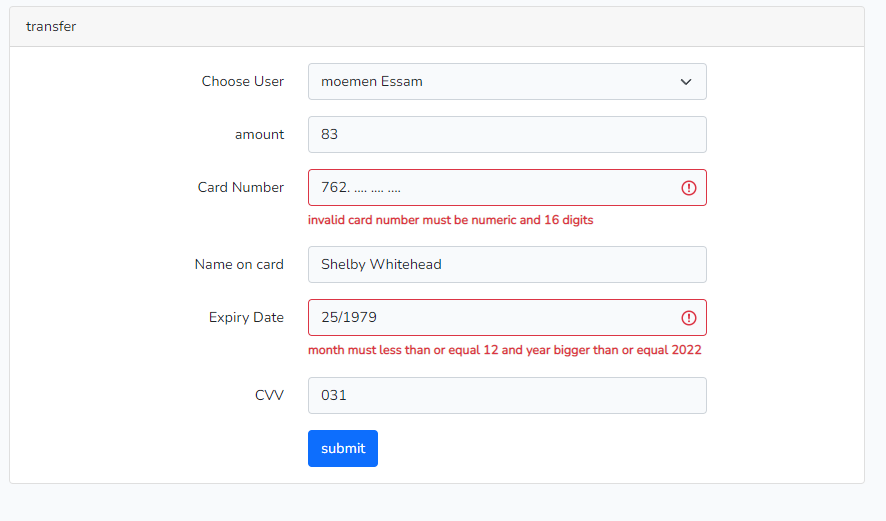 transfer
Choose User moemen Essam
amount 83
Card Number 762. .... .... ....
invalid card number must be numeric and 16 digits
Name on card Shelby Whitehead
Expiry Date 25/1979
month must less than or equal 12 and year bigger than or equal 2022
CVV 031
submit